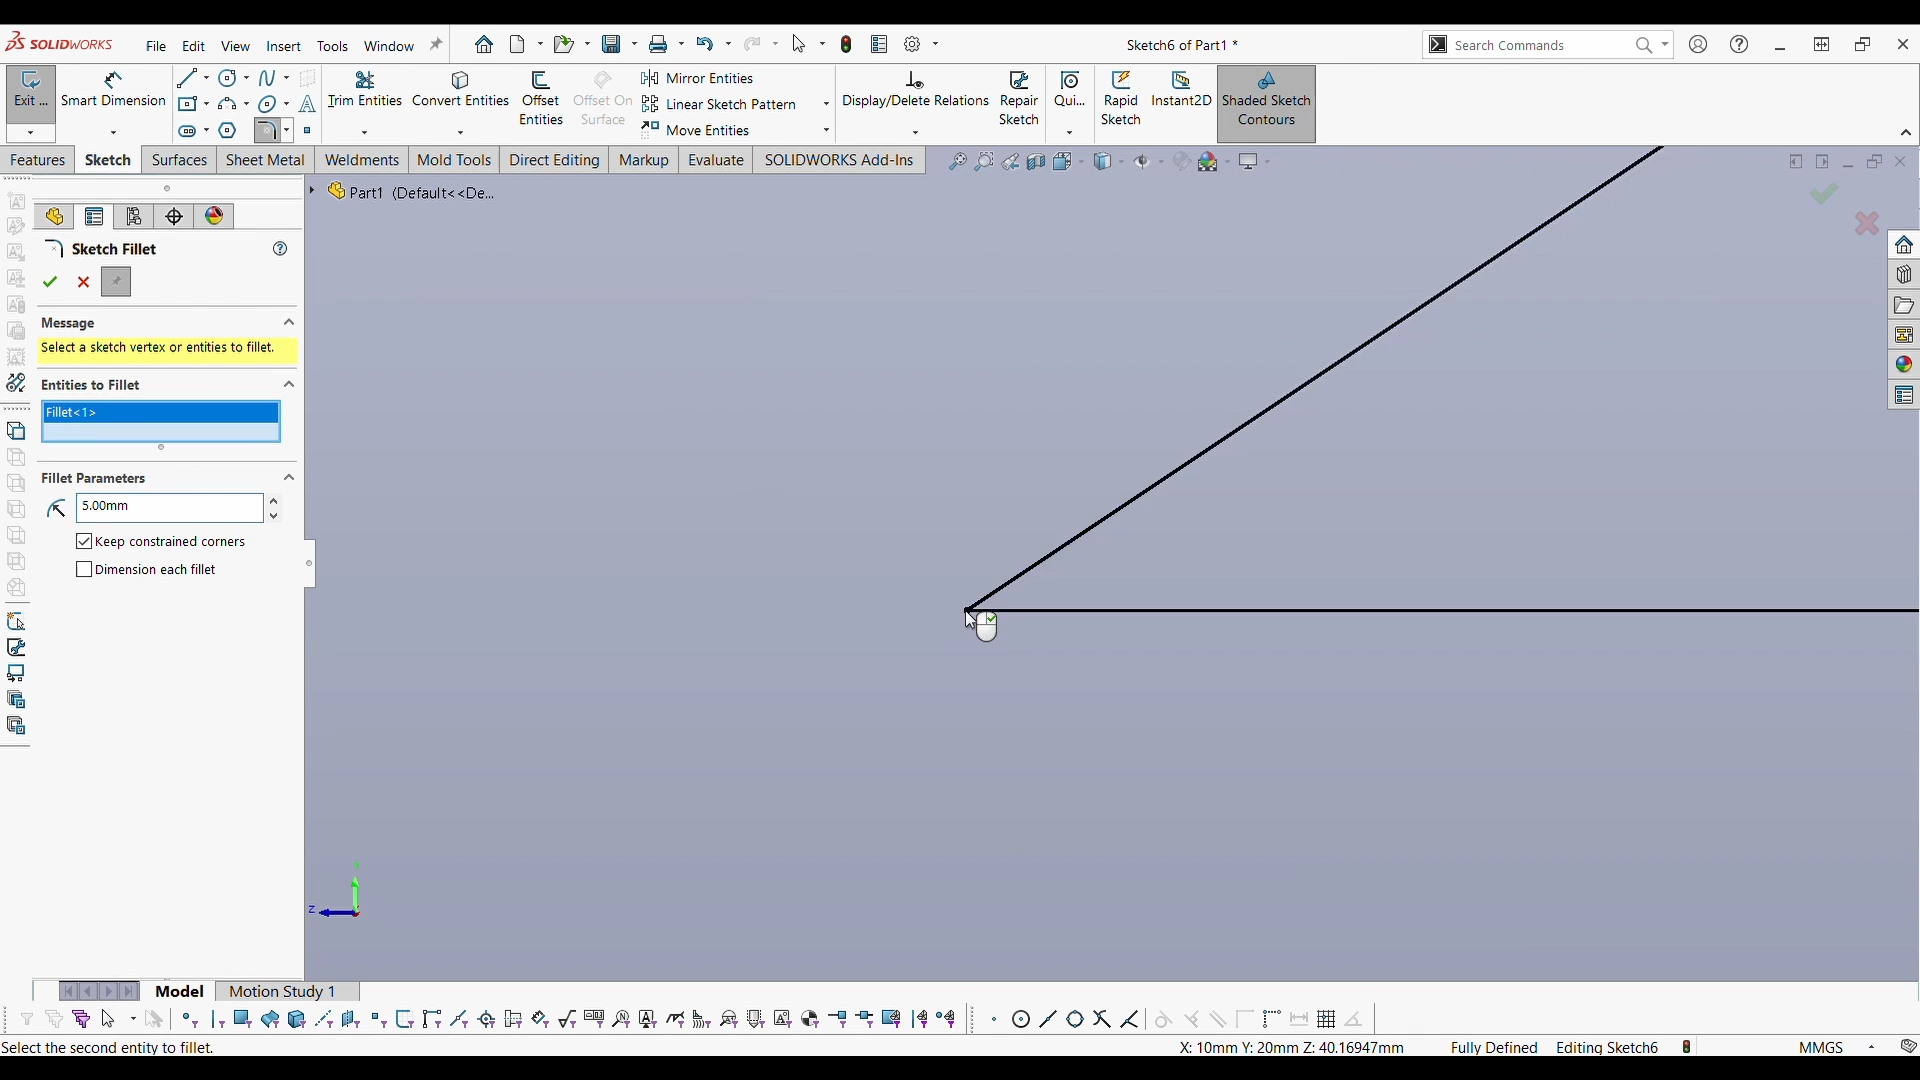 SOLIDWORKS
File Edit View Insert Tools Window
Sketch6 of Part1 *
Search Commands
Exit ...
Smart Dimension
Trim Entities
Convert Entities
Offset
Entities
Offset On
Surface
Mirror Entities
Linear Sketch Pattern
Move Entities
Display/Delete Relations
Repair
Sketch
Qui...
Rapid
Sketch
Instant2D
Shaded Sketch
Contours
Features Sketch Surfaces Sheet Metal Weldments Mold Tools Direct Editing Markup Evaluate SOLIDWORKS Add-Ins
Part1 (Default<<De...
Sketch Fillet
Message
Select a sketch vertex or entities to fillet.
Entities to Fillet
Fillet<1>
Fillet Parameters
5.00mm
Keep constrained corners
Dimension each fillet
Z
Model Motion Study 1
Select the second entity to fillet.
X: 10mm Y: 20mm Z: 40.16947mm Fully Defined Editing Sketch6 MMGS